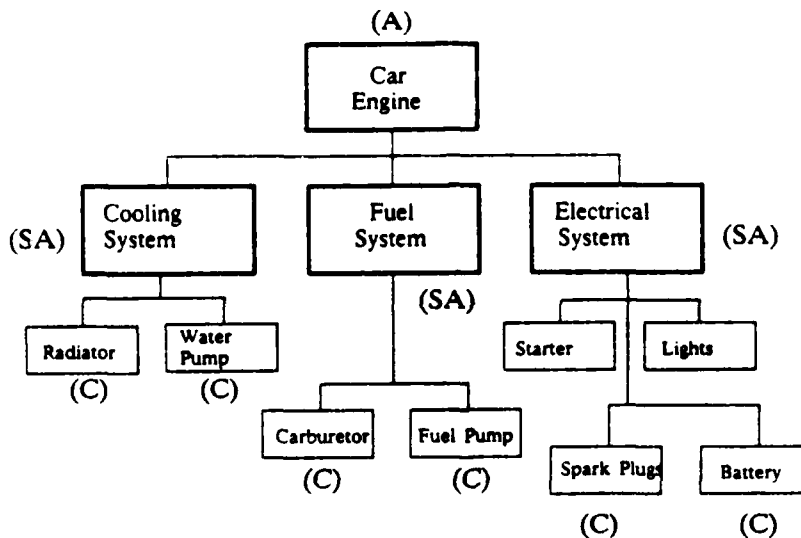 (A)
Car
Engine
Cooling
System
(SA)
Fuel
System
(SA)
Electrical
System
(SA)
Radiator
(C)
Water
Pump
(C)
Starter
Lights
Carburetor
(C)
Fuel Pump
(C)
Spark Plugs
(C)
Battery
(C)